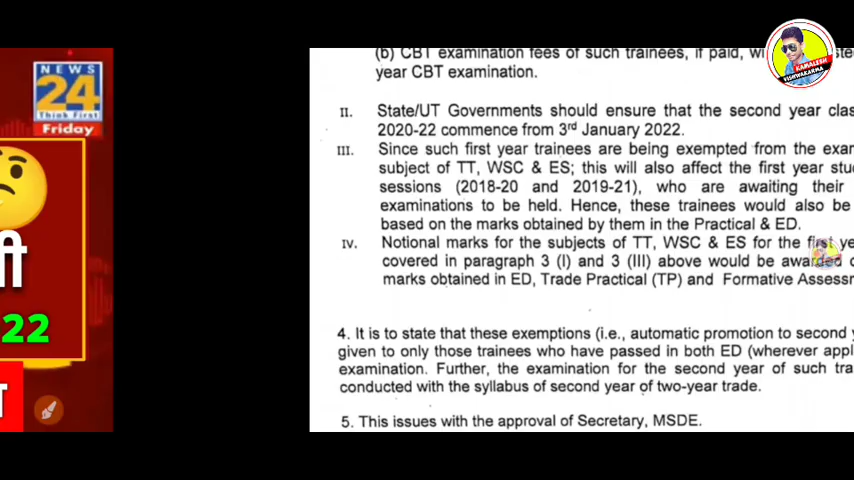 NEWS
24
Think First
Friday
22
KAMALESH
VISHWAKARMA
(b) CBT examination fees of such trainees, if paid,
year CBT examination.
II. State/UT Governments should ensure that the second year
2020-22 commence from 3rd January 2022.
III. Since such first year trainees are being exempted from the
subject of TT, WSC & ES; this will also affect the first year
sessions (2018-20 and 2019-21), who are awaiting their
examinations to be held. Hence, these trainees would also be
based on the marks obtained by them in the Practical & ED.
IV. Notional marks for the subjects of TT, WSC & ES for the first
covered in paragraph 3 (I) and 3 (III) above would be awarded
marks obtained in ED, Trade Practical (TP) and Formative
4. It is to state that these exemptions (i.e., automatic promotion to second
given to only those trainees who have passed in both ED (wherever
examination. Further, the examination for the second year of such
conducted with the syllabus of second year of two-year trade.
5. This issues with the approval of Secretary, MSDE.